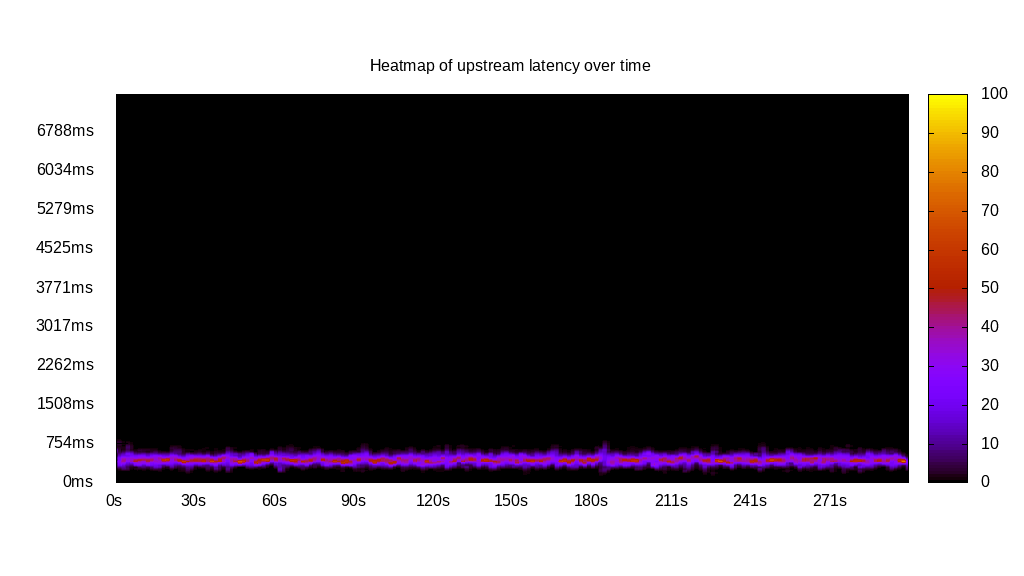 Heatmap of upstream latency over time
6788ms
6034ms
5279ms
4525ms
3771ms
3017ms
2262ms
1508ms
754ms
0ms
0s 30s 60s 90s 120s 150s 180s 211s 241s 271s
100
90
80
70
60
50
40
30
20
10
0